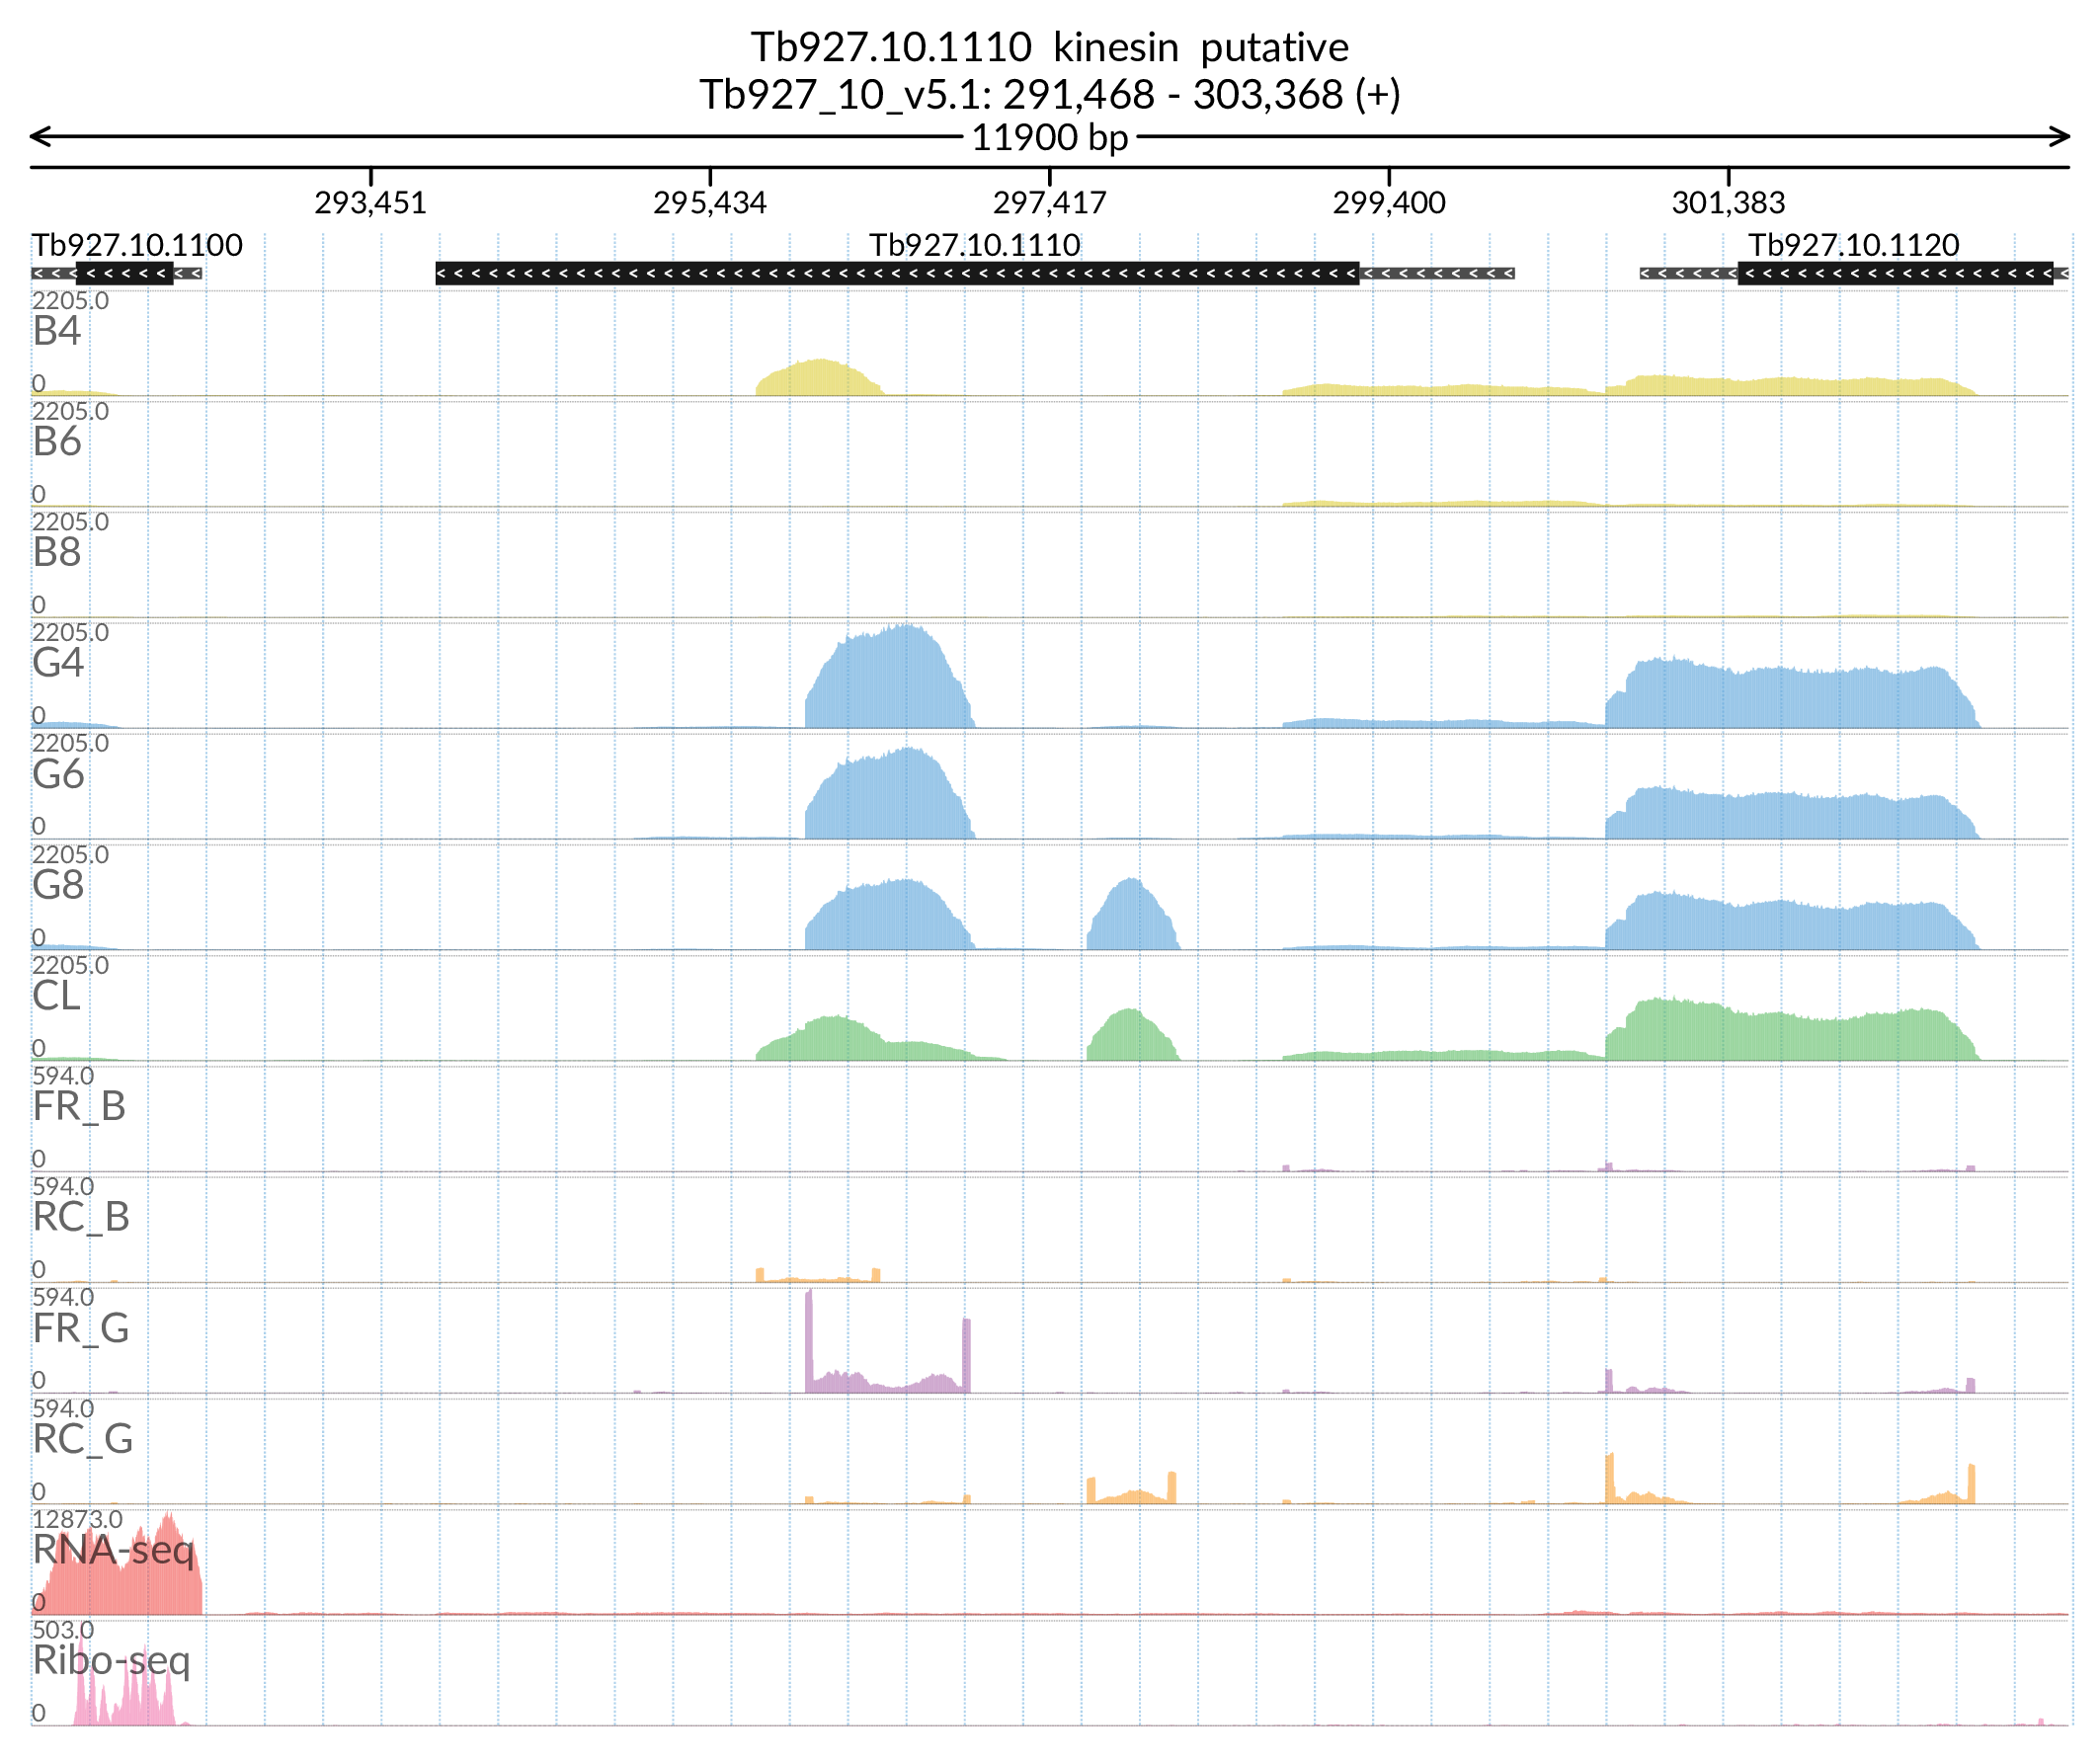 Tb927.10.1110 kinesin putative
Tb927_10_v5.1: 291,468 - 303,368 (+)
11900 bp
293,451 295,434 297,417 299,400 301,383
Tb927.10.1100 Tb927.10.1110 Tb927.10.1120
2205.0
B4
0
2205.0
B6
0
2205.0
B8
0
2205.0
G4
0
2205.0
G6
0
2205.0
G8
0
2205.0
CL
0
594.0
FR_B
0
594.0
RC_B
0
594.0
FR_G
0
594.0
RC_G
0
12873.0
RNA-seq
0
503.0
Ribo-seq
0